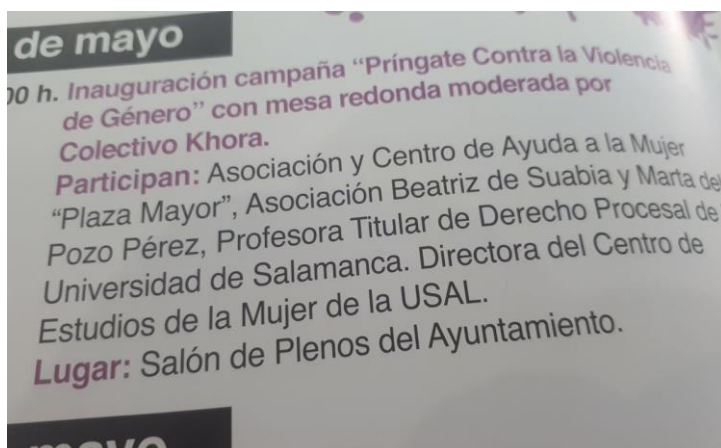 de mayo
00 h. Inauguración campaña “Príngate Contra la Violencia
de Género” con mesa redonda moderada por
Colectivo Khora.
Participan: Asociación y Centro de Ayuda a la Mujer
“Plaza Mayor”, Asociación Beatriz de Suabia y Marta del
Pozo Pérez, Profesora Titular de Derecho Procesal de
Universidad de Salamanca. Directora del Centro de
Estudios de la Mujer de la USAL.
Lugar: Salón de Plenos del Ayuntamiento.
mayo